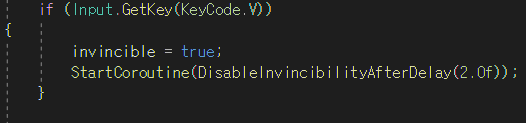 if (Input.GetKey(KeyCode.V))
{
invincible = true;
StartCoroutine(DisableInvincibilityAfterDelay(2.0f));
}